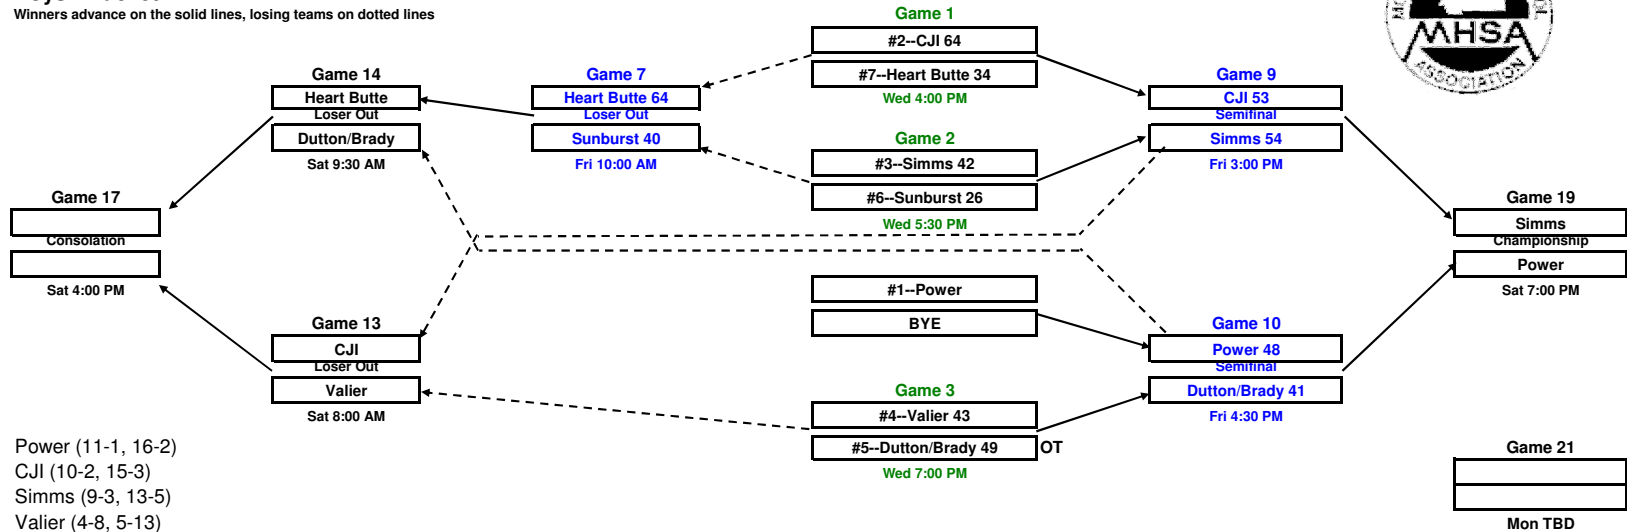 Winners advance on the solid lines, losing teams on dotted lines
Game 1
#2--CJI 64
#7--Heart Butte 34
Wed 4:00 PM
Game 14
Heart Butte
Loser Out
Dutton/Brady
Sat 9:30 AM
Game 7
Heart Butte 64
Loser Out
Sunburst 40
Fri 10:00 AM
Game 9
CJI 53
Semifinal
Simms 54
Fri 3:00 PM
Game 2
#3--Simms 42
#6--Sunburst 26
Wed 5:30 PM
Game 17
Consolation
Sat 4:00 PM
Game 19
Simms
Championship
Power
Sat 7:00 PM
#1--Power
BYE
Game 13
CJI
Loser Out
Valier
Sat 8:00 AM
Game 10
Power 48
Semifinal
Dutton/Brady 41
Fri 4:30 PM
Game 3
#4--Valier 43
#5--Dutton/Brady 49 OT
Wed 7:00 PM
Power (11-1, 16-2)
CJI (10-2, 15-3)
Simms (9-3, 13-5)
Valier (4-8, 5-13)
Game 21
Mon TBD
MHSA
ASSOCIATION